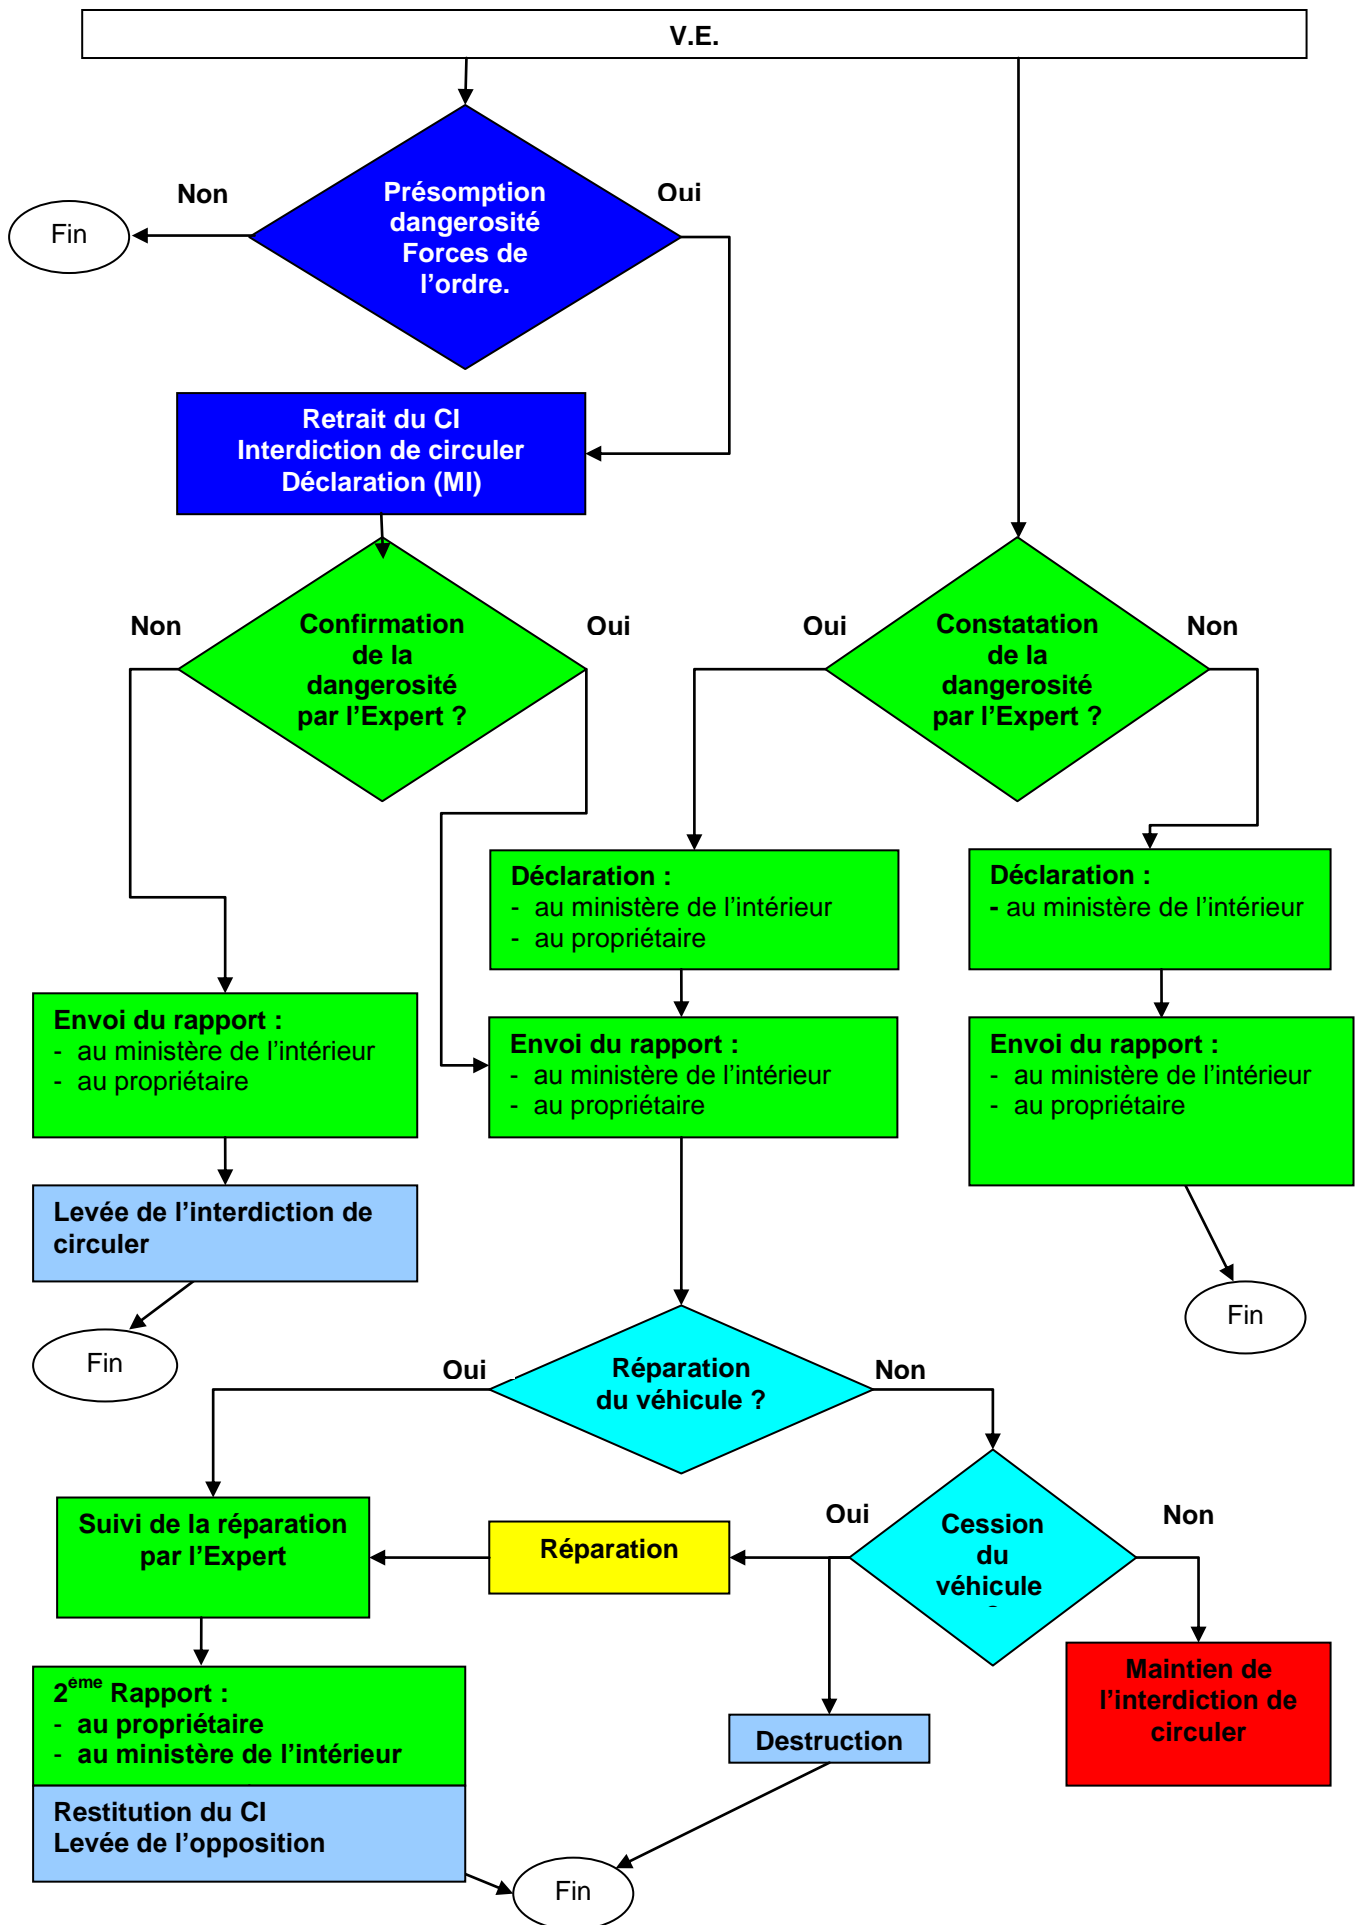 V.E.
Non
Oui
Présomption
dangerosité
Forces de
l’ordre.
Fin
Retrait du CI
Interdiction de circuler
Déclaration (MI)
Non
Confirmation
de la
dangerosité
par l’Expert ?
Oui
Oui
Constatation
de la
dangerosité
par l’Expert ?
Non
Déclaration :
- au ministère de l’intérieur
- au propriétaire
Déclaration :
- au ministère de l’intérieur
Envoi du rapport :
- au ministère de l’intérieur
- au propriétaire
Envoi du rapport :
- au ministère de l’intérieur
- au propriétaire
Envoi du rapport :
- au ministère de l’intérieur
- au propriétaire
Levée de l’interdiction de
circuler
Fin
Fin
Oui
Réparation
du véhicule ?
Non
Suivi de la réparation
par l’Expert
Réparation
Oui
Cession
du
véhicule
Non
2ème Rapport :
- au propriétaire
- au ministère de l’intérieur
Destruction
Maintien de
l’interdiction de
circuler
Restitution du CI
Levée de l’opposition
Fin